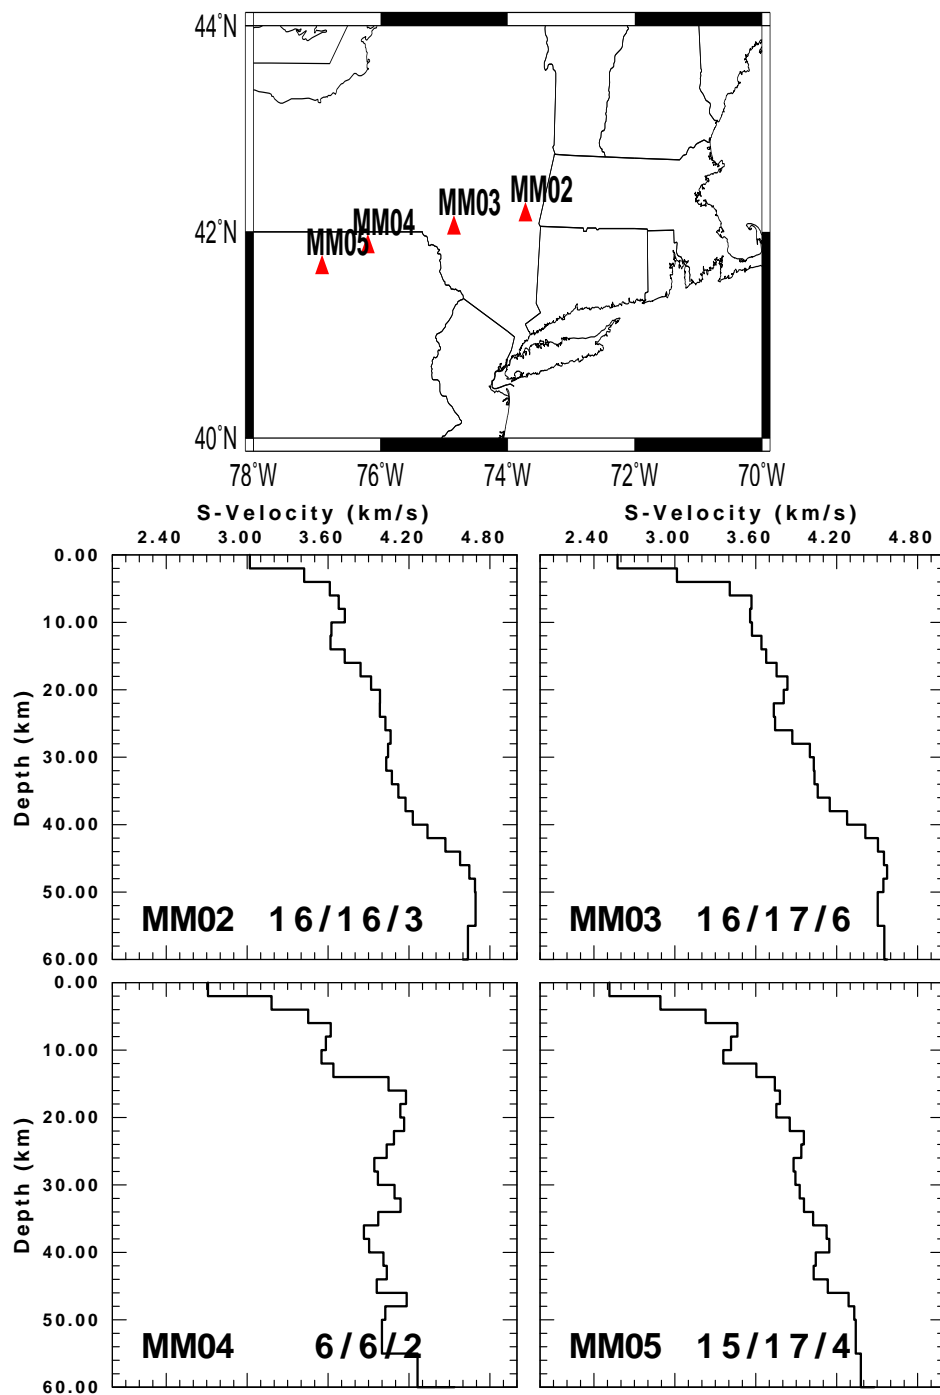 44°N
42°N
40°N
78°W 76°W 74°W 72°W 70°W
MM02
MM03
MM04
MM05
S-Velocity (km/s)
2.40 3.00 3.60 4.20 4.80
S-Velocity (km/s)
2.40 3.00 3.60 4.20 4.80
0.00
10.00
20.00
30.00
40.00
50.00
60.00
Depth (km)
MM02 16/16/3
MM03 16/17/6
0.00
10.00
20.00
30.00
40.00
50.00
60.00
Depth (km)
MM04 6/6/2
MM05 15/17/4